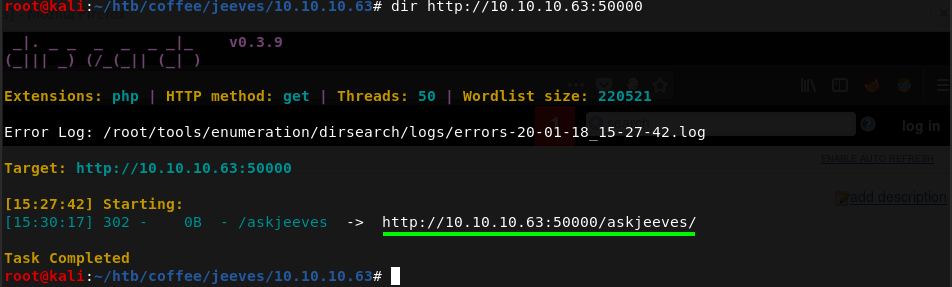 root@kali:~/htb/coffee/jeeves/10.10.10.63# dir http://10.10.10.63:50000
 _|. _ _  _  _  _ _|_    v0.3.9
(_||| _) (/_(_|| (_| )
Extensions: php | HTTP method: get | Threads: 50 | Wordlist size: 220521
Error Log: /root/tools/enumeration/dirsearch/logs/errors-20-01-18_15-27-42.log
log in
ENABLE AUTO REFRESH
Target: http://10.10.10.63:50000
add description
[15:27:42] Starting:
[15:30:17] 302 -    0B  - /askjeeves  ->  http://10.10.10.63:50000/askjeeves/
Task Completed
root@kali:~/htb/coffee/jeeves/10.10.10.63#